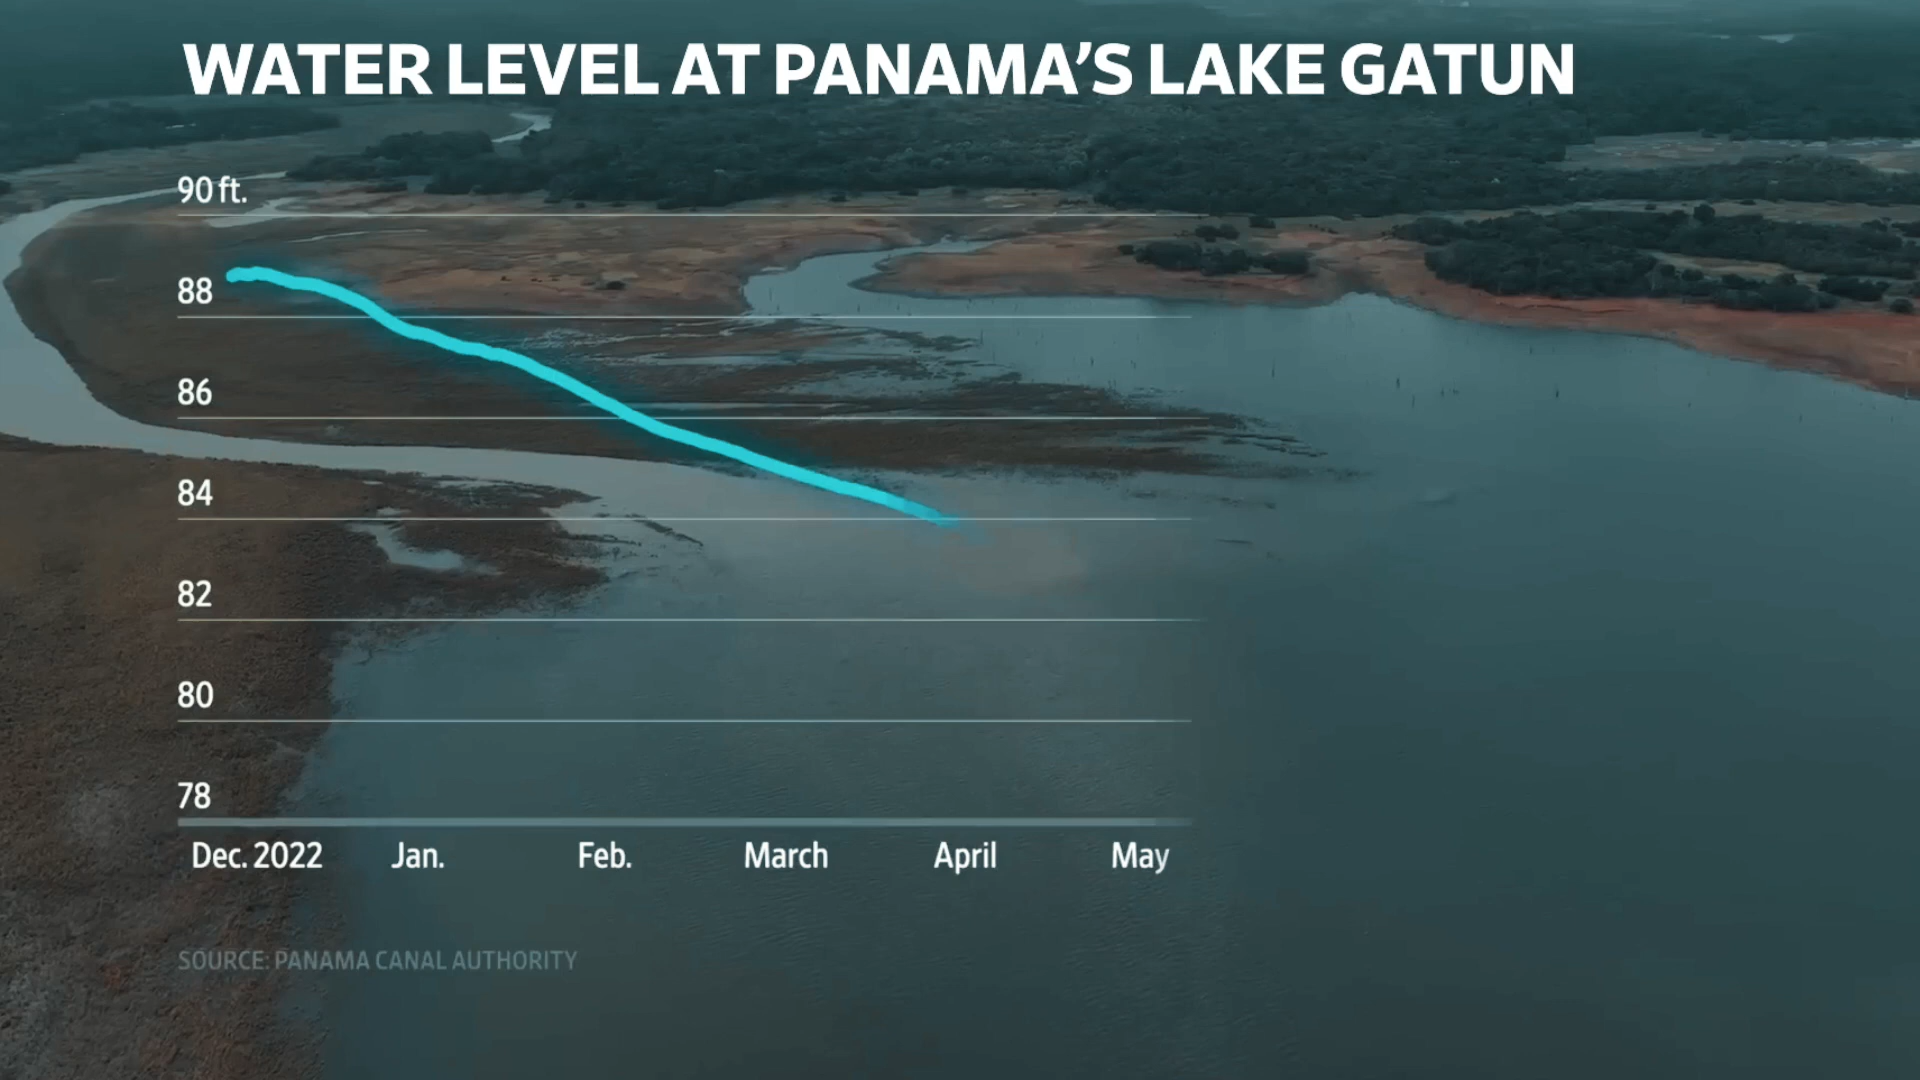 WATER LEVEL AT PANAMA’S LAKE GATUN
90 ft.
88
86
84
82
80
78
Dec. 2022 Jan. Feb. March April May
SOURCE: PANAMA CANAL AUTHORITY